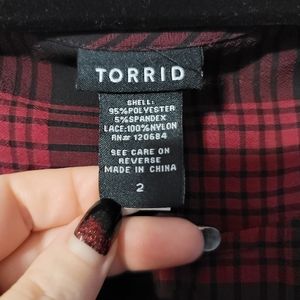 TORRID
SHELL:
95%POLYESTER
5%SPANDEX
LACE:100%NYLON
RN# 120684
SEE CARE ON
REVERSE
MADE IN CHINA
2